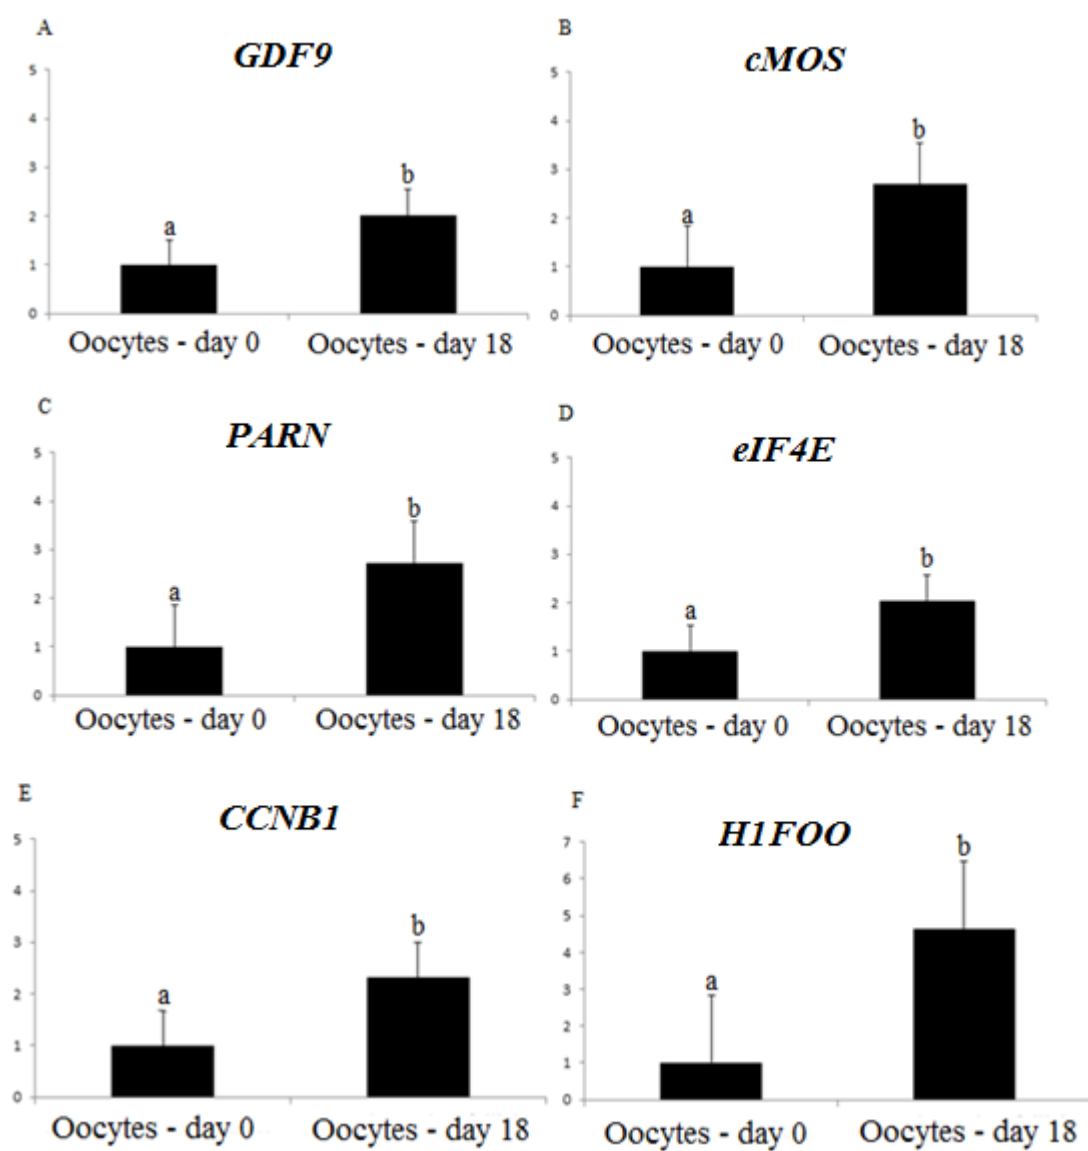 A
GDF9
5
4
3
2
1
0
a
b
Oocytes - day 0
Oocytes - day 18
B
cMOS
5
4
3
2
1
0
a
b
Oocytes - day 0
Oocytes - day 18
C
PARN
5
4
3
2
1
0
a
b
Oocytes - day 0
Oocytes - day 18
D
eIF4E
5
4
3
2
1
0
a
b
Oocytes - day 0
Oocytes - day 18
E
CCNB1
5
4
3
2
1
0
a
b
Oocytes - day 0
Oocytes - day 18
F
H1FOO
7
6
5
4
3
2
1
0
a
b
Oocytes - day 0
Oocytes - day 18